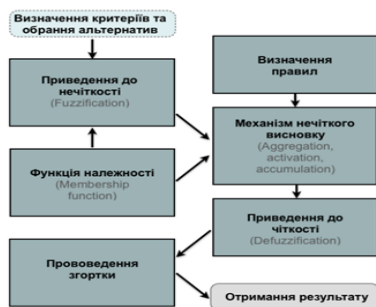 Визначення критеріїв та
обрання альтернатив
Приведення до
нечіткості
(Fuzzification)
Визначення
правил
Механізм нечіткого
висновку
(Aggregation,
activation,
accumulation)
Функція належності
(Membership
function)
Приведення до
чіткості
(Defuzzification)
Прововедення
згортки
Отримання результату